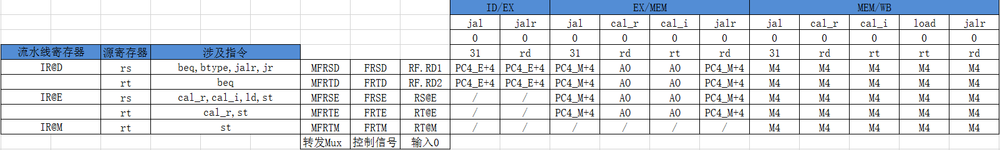 ID/EX EX/MEM MEM/WB
jal jalr jal cal_r cal_i jalr jal cal_r cal_i load jalr
0 0 0 0 0 0 0 0 0 0 0
流水线寄存器 源寄存器 涉及指令 31 rd 31 rd rt rd 31 rd rt rt rd
IR@D rs beq,btype,jalr,jr MFRSD FRSD RF.RD1 PC4_E+4 PC4_E+4 PC4_M+4 AO AO PC4_M+4 M4 M4 M4 M4 M4
rt beq MFRTD FRTD RF.RD2 PC4_E+4 PC4_E+4 PC4_M+4 AO AO PC4_M+4 M4 M4 M4 M4 M4
IR@E rs cal_r,cal_i,ld,st MFRSE FRSE RS@E / / PC4_M+4 AO AO PC4_M+4 M4 M4 M4 M4 M4
rt cal_r,st MFRTE FRTE RT@E / / PC4_M+4 AO AO PC4_M+4 M4 M4 M4 M4 M4
IR@M rt st MFRTM FRTM RT@M / / / / / / M4 M4 M4 M4 M4
转发Mux 控制信号 输入0